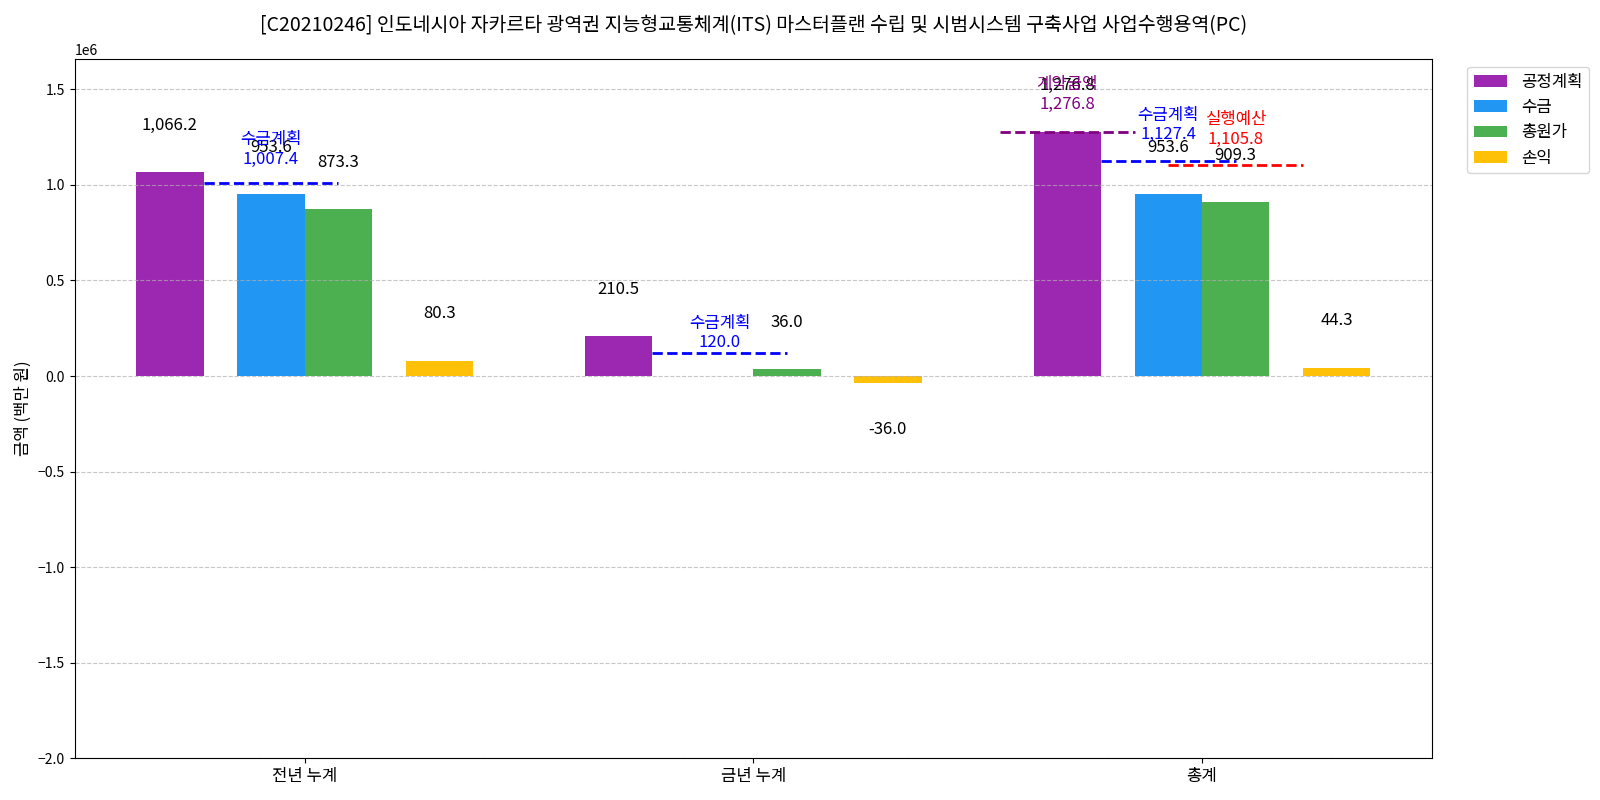 [C20210246] 인도네시아 자카르타 광역권 지능형교통체계(ITS) 마스터플랜 수립 및 시범시스템 구축사업 사업수행용역(PC)
1e6
1.5
1.0
0.5
0.0
−0.5
−1.0
−1.5
−2.0
금액 (백만 원)
1,066.2
수금계획
953.6
1,007.4
873.3
80.3
210.5
수금계획
120.0
36.0
-36.0
계약금액
1,276.8
1,276.8
수금계획
1,127.4
953.6
실행예산
1,105.8
909.3
44.3
전년 누계
금년 누계
총계
공정계획
수금
총원가
손익